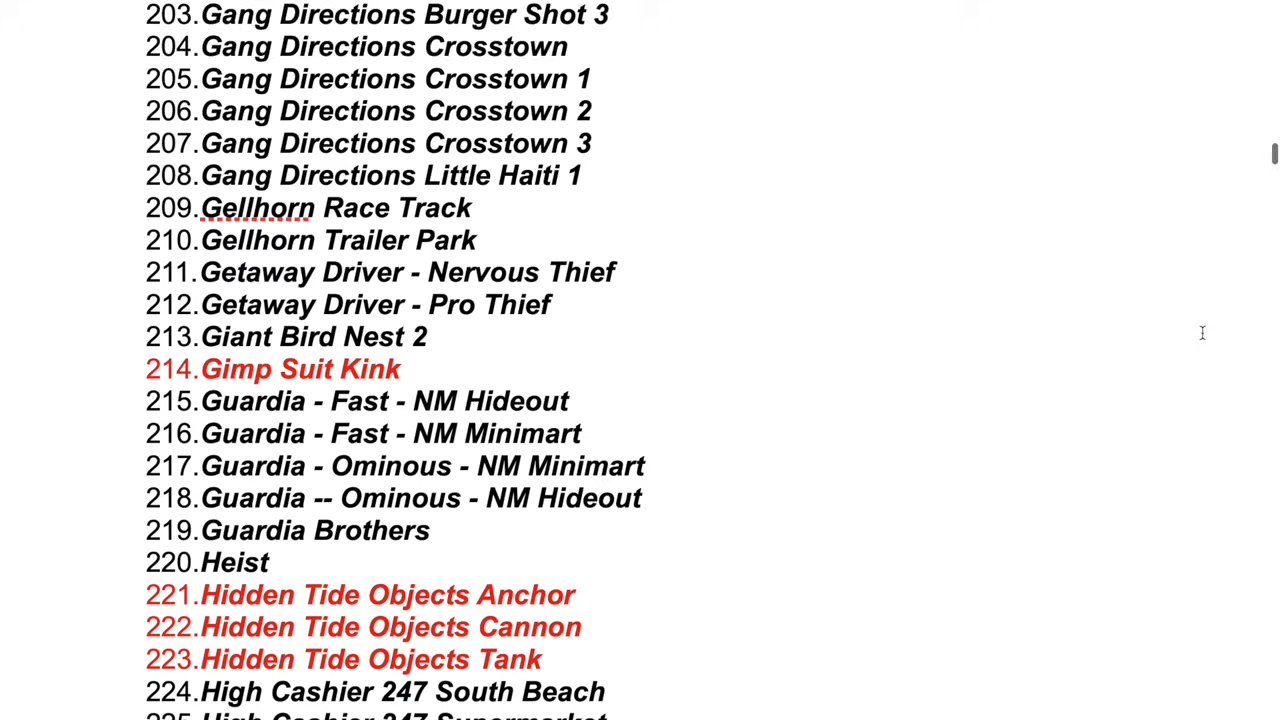 203.Gang Directions Burger Shot 3
204.Gang Directions Crosstown
205.Gang Directions Crosstown 1
206.Gang Directions Crosstown 2
207.Gang Directions Crosstown 3
208.Gang Directions Little Haiti 1
209.Gellhorn Race Track
210.Gellhorn Trailer Park
211.Getaway Driver - Nervous Thief
212.Getaway Driver - Pro Thief
213.Giant Bird Nest 2
214.Gimp Suit Kink
215.Guardia - Fast - NM Hideout
216.Guardia - Fast - NM Minimart
217.Guardia - Ominous - NM Minimart
218.Guardia -- Ominous - NM Hideout
219.Guardia Brothers
220.Heist
221.Hidden Tide Objects Anchor
222.Hidden Tide Objects Cannon
223.Hidden Tide Objects Tank
224.High Cashier 247 South Beach
225.High Cashier 247 Supermarket